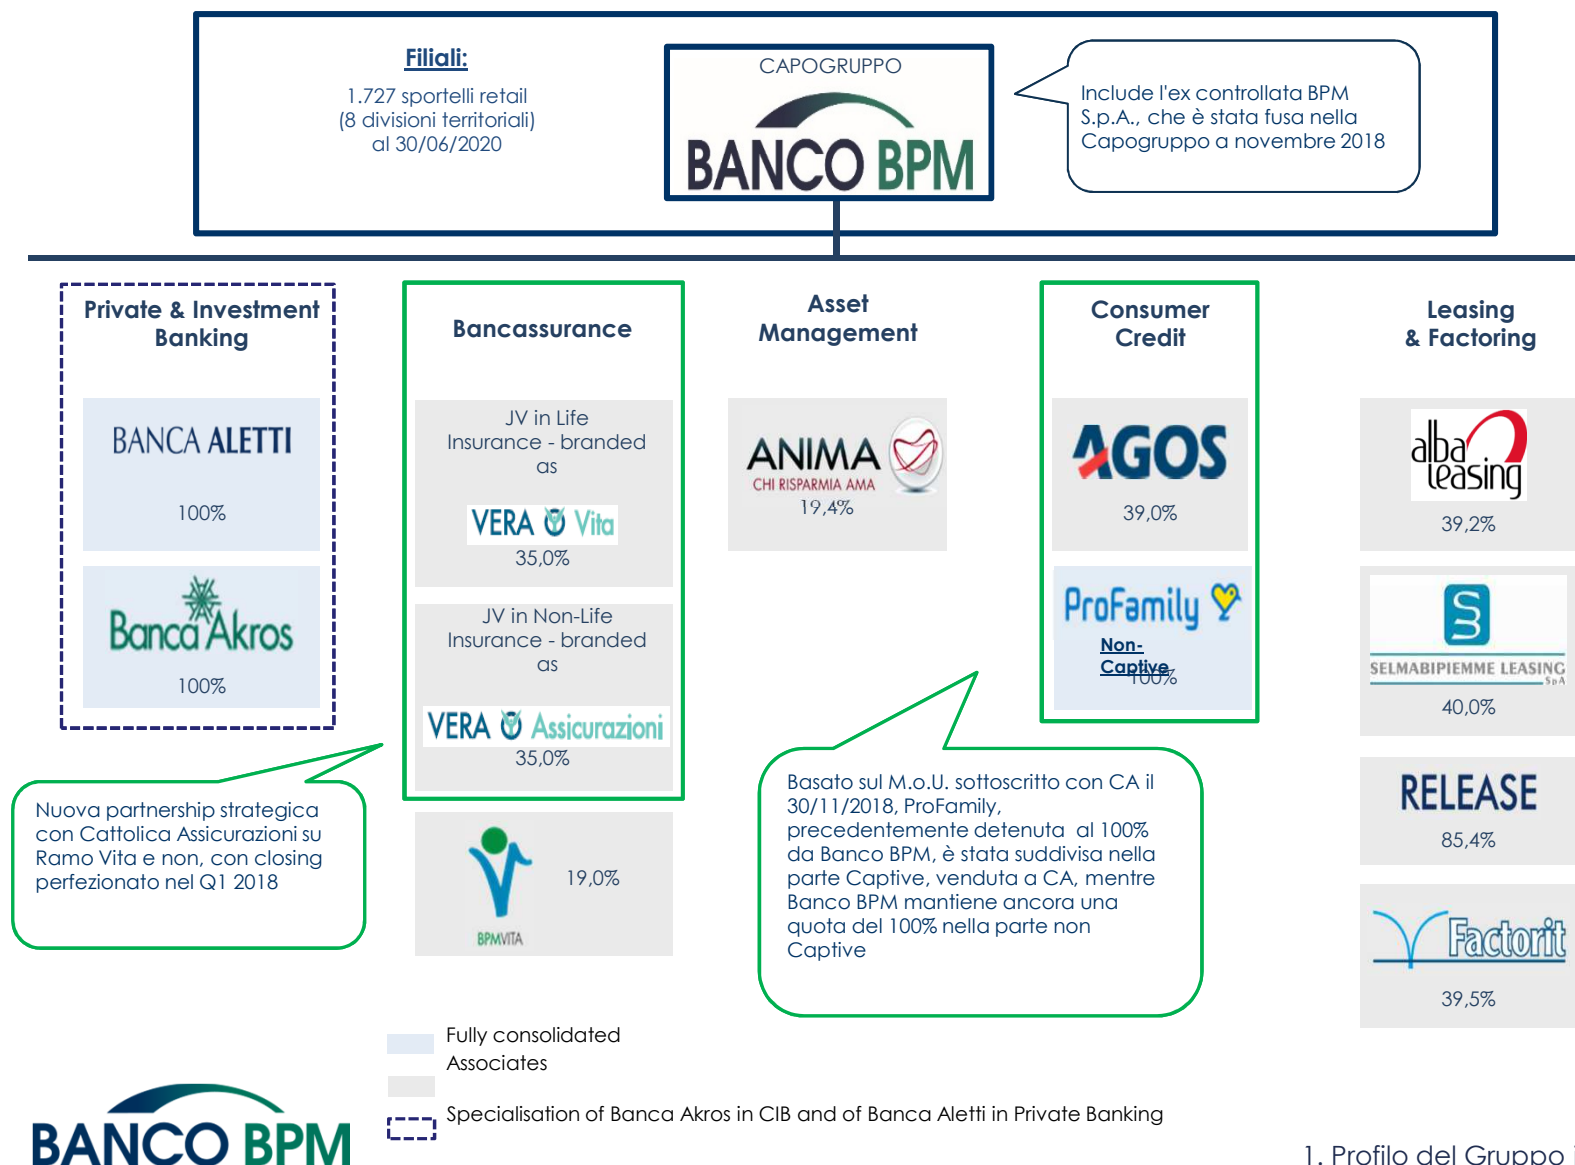 Filiali:
1.727 sportelli retail
(8 divisioni territoriali)
al 30/06/2020
CAPOGRUPPO
BANCO BPM
Include l'ex controllata BPM
S.p.A., che è stata fusa nella
Capogruppo a novembre 2018
Private & Investment
Banking
BANCA ALETTI
100%
Banca Akros
100%
Bancassurance
JV in Life
Insurance - branded
as
VERA Vita
35,0%
JV in Non-Life
Insurance - branded
as
VERA Assicurazioni
35,0%
BPMVITA
19,0%
Asset
Management
ANIMA
CHI RISPARMIA AMA
19,4%
Consumer
Credit
AGOS
39,0%
ProFamily
Non-
Captive
100%
Leasing
& Factoring
alba
leasing
39,2%
SELMABIPIEMME LEASING
SpA
40,0%
RELEASE
85,4%
Factorit
39,5%
Nuova partnership strategica
con Cattolica Assicurazioni su
Ramo Vita e non, con closing
perfezionato nel Q1 2018
Basato sul M.o.U. sottoscritto con CA il
30/11/2018, ProFamily,
precedentemente detenuta al 100%
da Banco BPM, è stata suddivisa nella
parte Captive, venduta a CA, mentre
Banco BPM mantiene ancora una
quota del 100% nella parte non
Captive
Fully consolidated
Associates
Specialisation of Banca Akros in CIB and of Banca Aletti in Private Banking
BANCO BPM
1. Profilo del Gruppo i